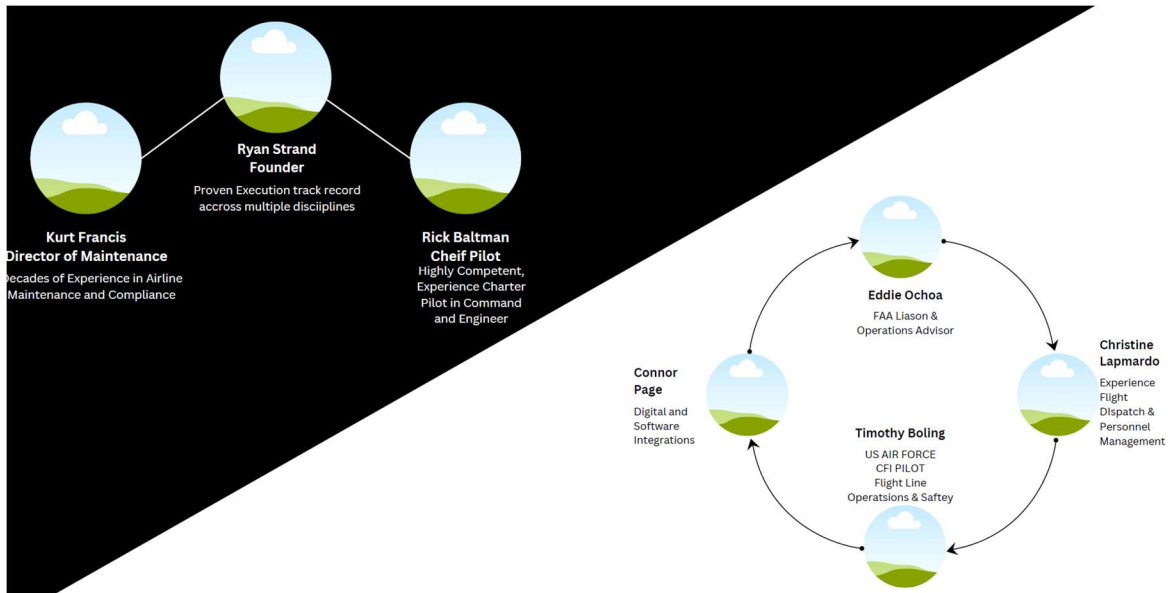 Ryan Strand
Founder
Proven Execution track record
accross multiple disciiplines
Kurt Francis
Director of Maintenance
Decades of Experience in Airline
Maintenance and Compliance
Rick Baltman
Cheif Pilot
Highly Competent,
Experience Charter
Pilot in Command
and Engineer
Eddie Ochoa
FAA Liason &
Operations Advisor
Christine
Lapmardo
Experience
Flight
DIspatch &
Personnel
Management
Timothy Boling
US AIR FORCE
CFI PILOT
Flight Line
Operatsions & Saftey
Connor
Page
Digital and
Software
Integrations